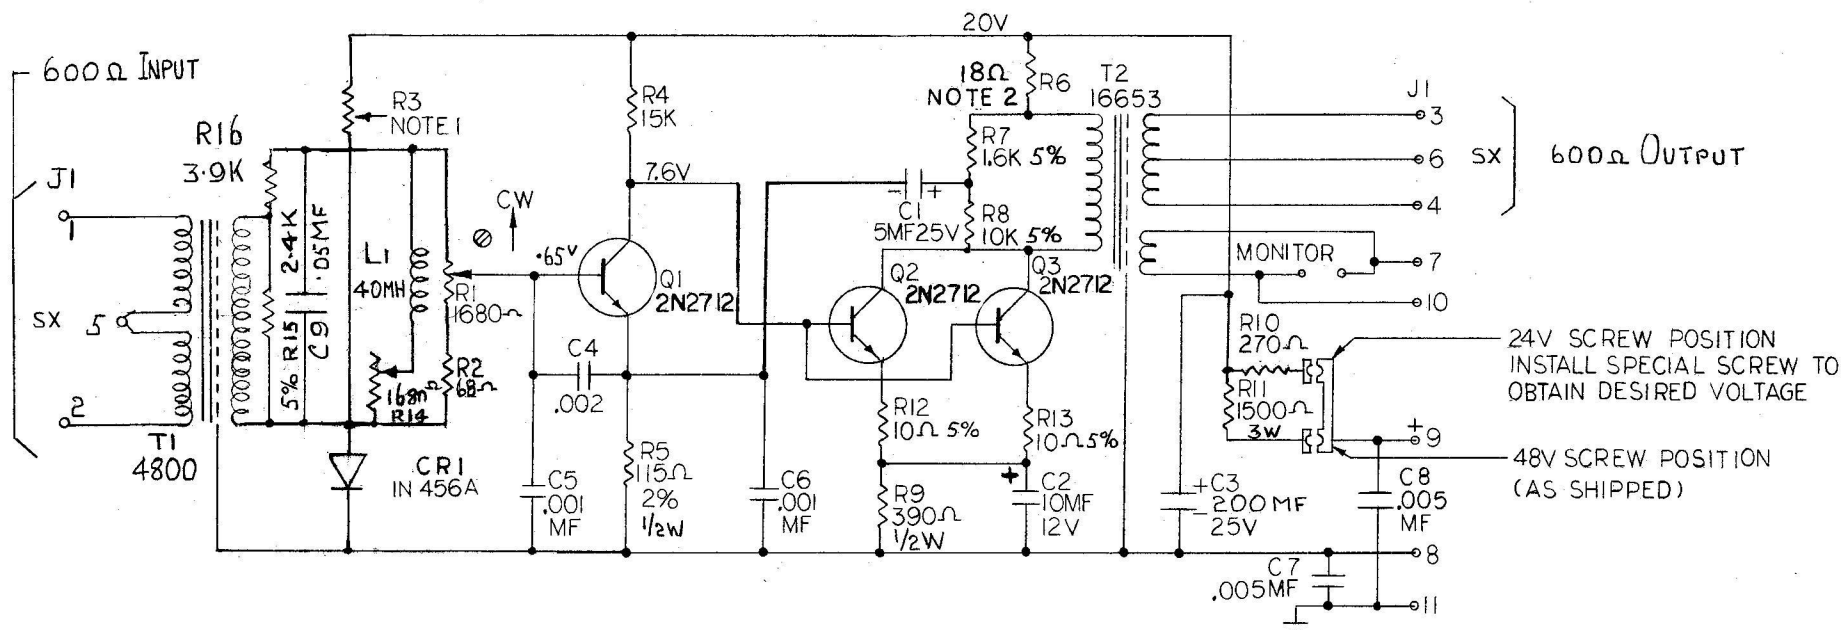 600Ω INPUT
J1
1
SX 5
2
T1
4800
R16
3.9K
2.4K
5% R15
.05MF
C9
R3
NOTE 1
L1
40MH
168Ω
R14
CR1
IN 456A
R1
1680Ω
R2
68Ω
CW
.65V
C4
.002
C5
.001
MF
R4
15K
7.6V
Q1
2N2712
R5
115Ω
2%
1/2W
C6
.001
MF
20V
18Ω
NOTE 2
R6
R7
1.6K 5%
- +
C1
5MF25V
R8
10K 5%
Q2
2N2712
Q3
2N2712
R12
10Ω 5%
R13
10Ω 5%
R9
390Ω
1/2W
+
C2
10MF
12V
T2
16653
J1
3
6
4
SX
600Ω OUTPUT
MONITOR
7
10
R10
270Ω
R11
1500Ω
3W
24V SCREW POSITION
INSTALL SPECIAL SCREW TO
OBTAIN DESIRED VOLTAGE
+
9
48V SCREW POSITION
(AS SHIPPED)
+ C3
200 MF
- 25V
C8
.005
MF
8
C7
.005MF
11